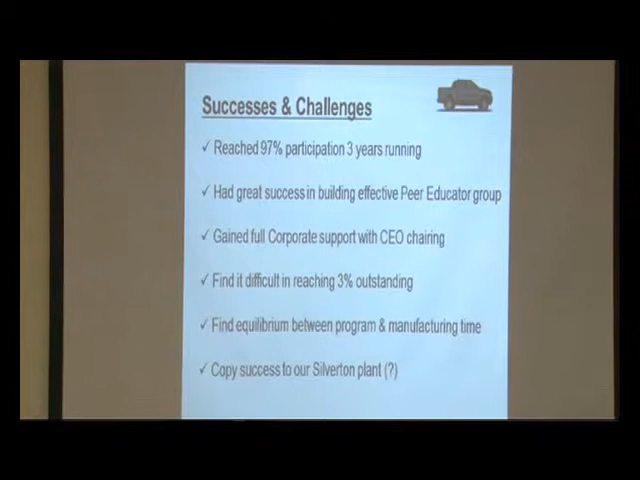 Successes & Challenges
✓ Reached 97% participation 3 years running
✓ Had great success in building effective Peer Educator group
✓ Gained full Corporate support with CEO chairing
✓ Find it difficult in reaching 3% outstanding
✓ Find equilibrium between program & manufacturing time
✓ Copy success to our Silverton plant (?)